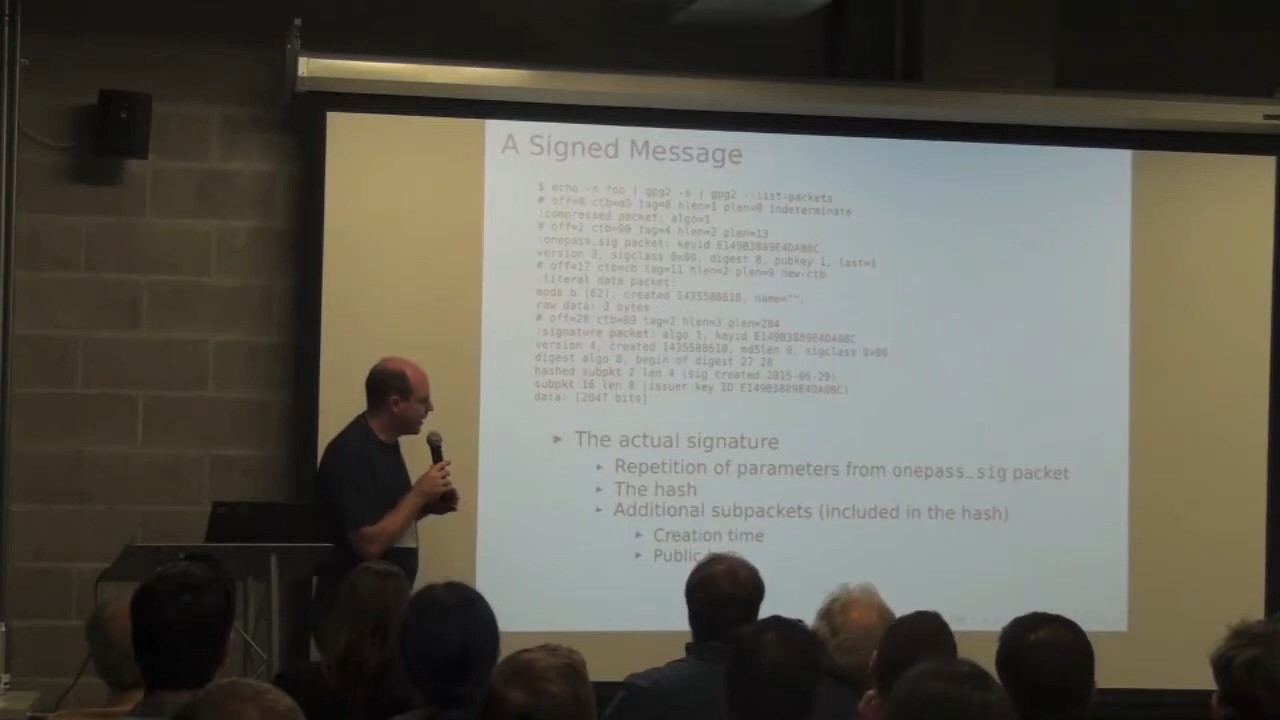 A Signed Message
$ echo -n foo | gpg2 -s | gpg2 --list-packets
# off=0 ctb=a3 tag=8 hlen=1 plen=0 indeterminate
:compressed packet: algo=1
# off=2 ctb=90 tag=4 hlen=2 plen=13
:onepass_sig packet: keyid
version 3, sigclass 0x00, digest 8, pubkey 1, last=1
# off=17 ctb=cb tag=11 hlen=2 plen=9 new-ctb
:literal data packet:
mode b (62), created 1435588610, name="",
raw data: 3 bytes
# off=28 ctb=89 tag=2 hlen=3 plen=284
:signature packet: algo 1, keyid
version 4, created 1435588610, md5len 0, sigclass 0x00
digest algo 8, begin of digest 27 20
hashed subpkt 2 len 4 (sig created 2015-06-29)
subpkt 16 len 8 (issuer key ID
data: [2047 bits]
▸ The actual signature
▸ Repetition of parameters from onepass_sig packet
▸ The hash
▸ Additional subpackets (included in the hash)
▸ Creation time
▸ Public